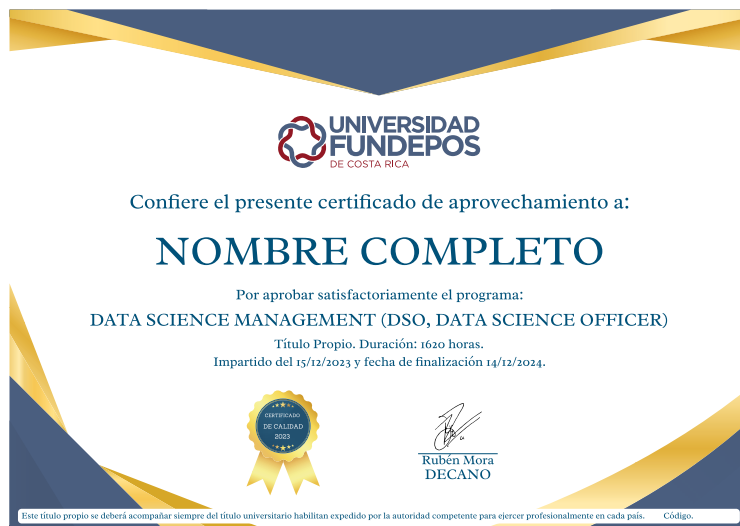 UNIVERSIDAD
FUNDEPOS
DE COSTA RICA
Confiere el presente certificado de aprovechamiento a:
NOMBRE COMPLETO
Por aprobar satisfactoriamente el programa:
DATA SCIENCE MANAGEMENT (DSO, DATA SCIENCE OFFICER)
Título Propio. Duración: 1620 horas.
Impartido del 15/12/2023 y fecha de finalización 14/12/2024.
CERTIFICADO
DE CALIDAD
2023
Rubén Mora
DECANO
Este título propio se deberá acompañar siempre del título universitario habilitan expedido por la autoridad competente para ejercer profesionalmente en cada país. Código.